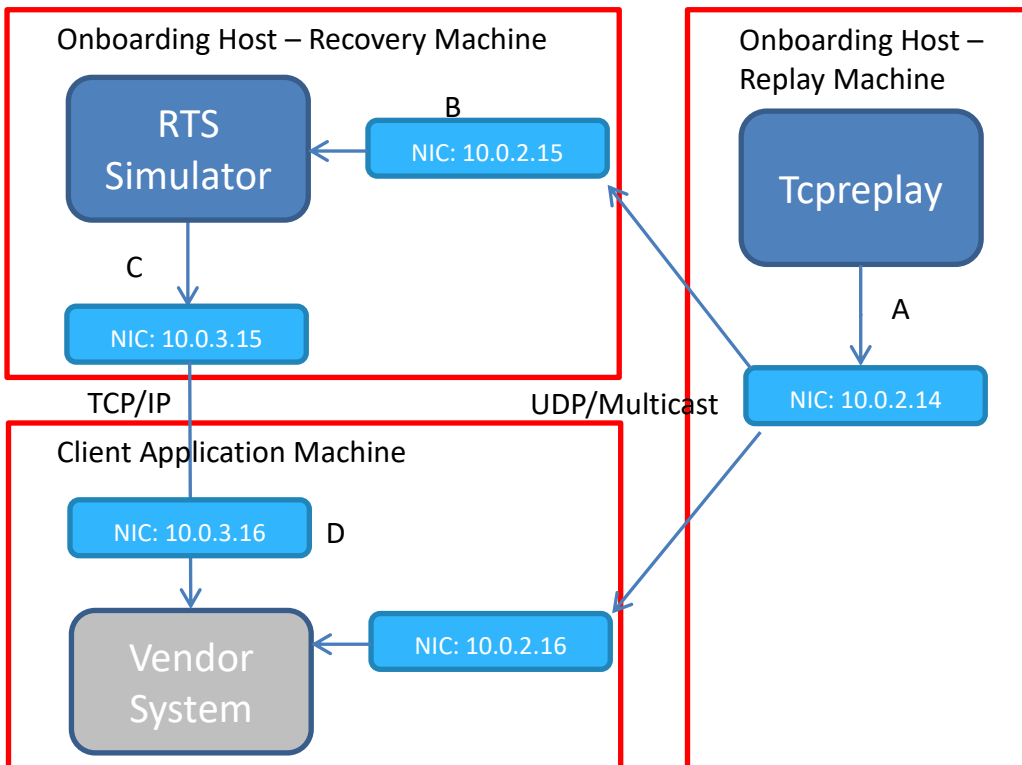 Onboarding Host – Recovery Machine
RTS
Simulator
B
NIC: 10.0.2.15
C
NIC: 10.0.3.15
TCP/IP
Onboarding Host –
Replay Machine
Tcpreplay
A
NIC: 10.0.2.14
UDP/Multicast
Client Application Machine
NIC: 10.0.3.16
D
Vendor
System
NIC: 10.0.2.16